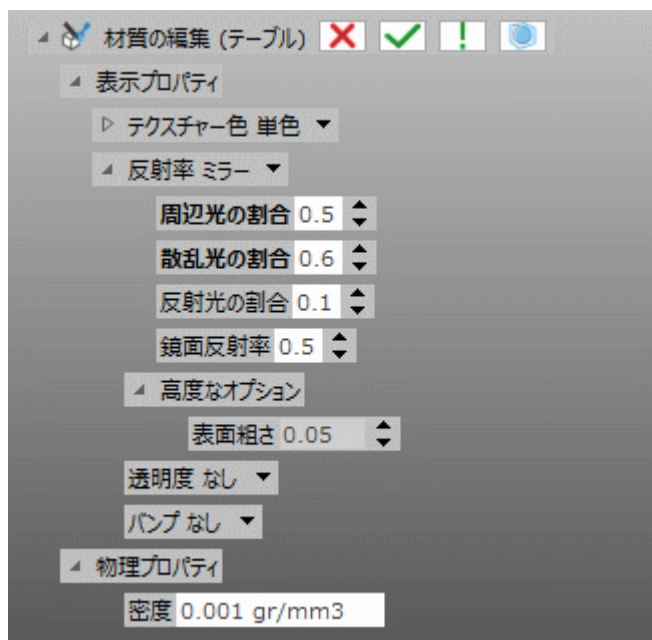 材質の編集 (テーブル)
表示プロパティ
テクスチャー色 単色
反射率 ミラー
周辺光の割合 0.5
散乱光の割合 0.6
反射光の割合 0.1
鏡面反射率 0.5
高度なオプション
表面粗さ 0.05
透明度 なし
バンプ なし
物理プロパティ
密度 0.001 gr/mm3